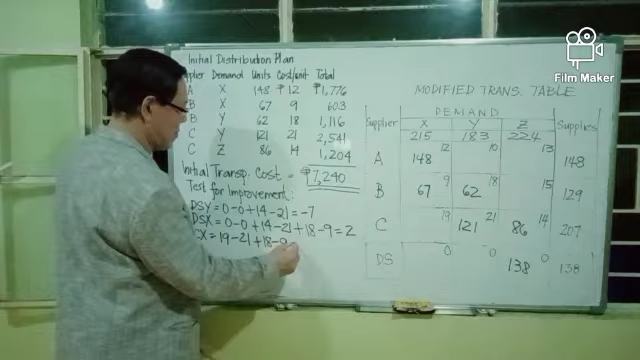 Film Maker
Initial Distribution Plan
plier Demand Units Cost/unit Total
A X 148 ₱12 ₱1,776
B X 67 9 603
B Y 62 18 1,116
C Y 121 21 2,541
C Z 86 14 1,204
Initial Transp. Cost = ₱7,240
Test for Improvement:
DSY = 0-0+14-21 = -7
DSX = 0-0+14-21+18-9 = 2
CX = 19-21+18-9
MODIFIED TRANS. TABLE
Supplier DEMAND Supplies
X Y Z
215 183 224
A 148 12 10 13 148
B 67 9 62 18 15 129
C 19 121 21 86 14 207
DS 0 0 138 0 138